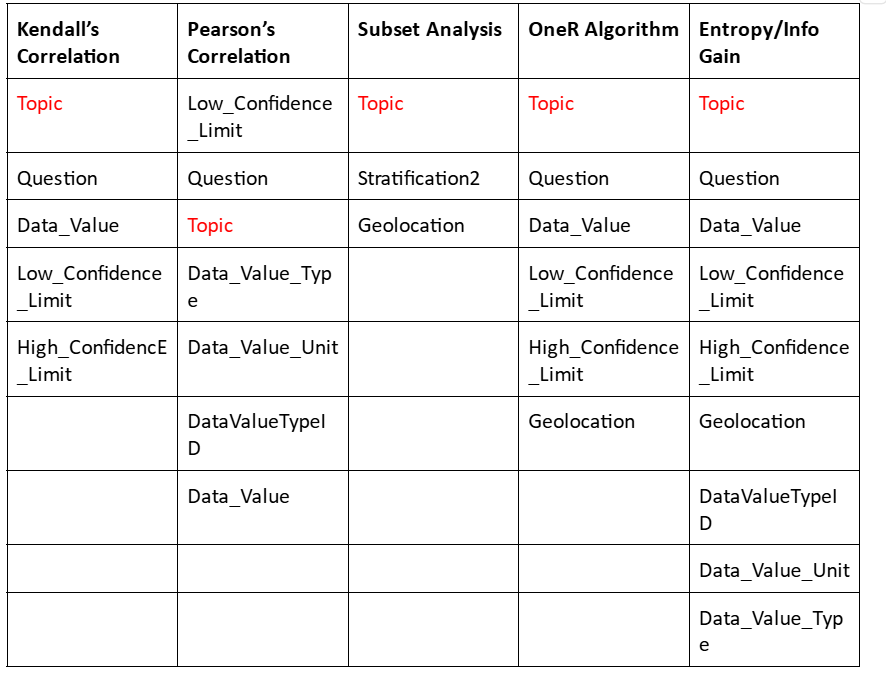 Kendall's Correlation | Pearson's Correlation | Subset Analysis | OneR Algorithm | Entropy/Info Gain
Topic | Low_Confidence_Limit | Topic | Topic | Topic
Question | Question | Stratification2 | Question | Question
Data_Value | Topic | Geolocation | Data_Value | Data_Value
Low_Confidence_Limit | Data_Value_Type | | Low_Confidence_Limit | Low_Confidence_Limit
High_ConfidencE_Limit | Data_Value_Unit | | High_Confidence_Limit | High_Confidence_Limit
| DataValueTypeID | | Geolocation | Geolocation
| Data_Value | | | DataValueTypeID
| | | | Data_Value_Unit
| | | | Data_Value_Type